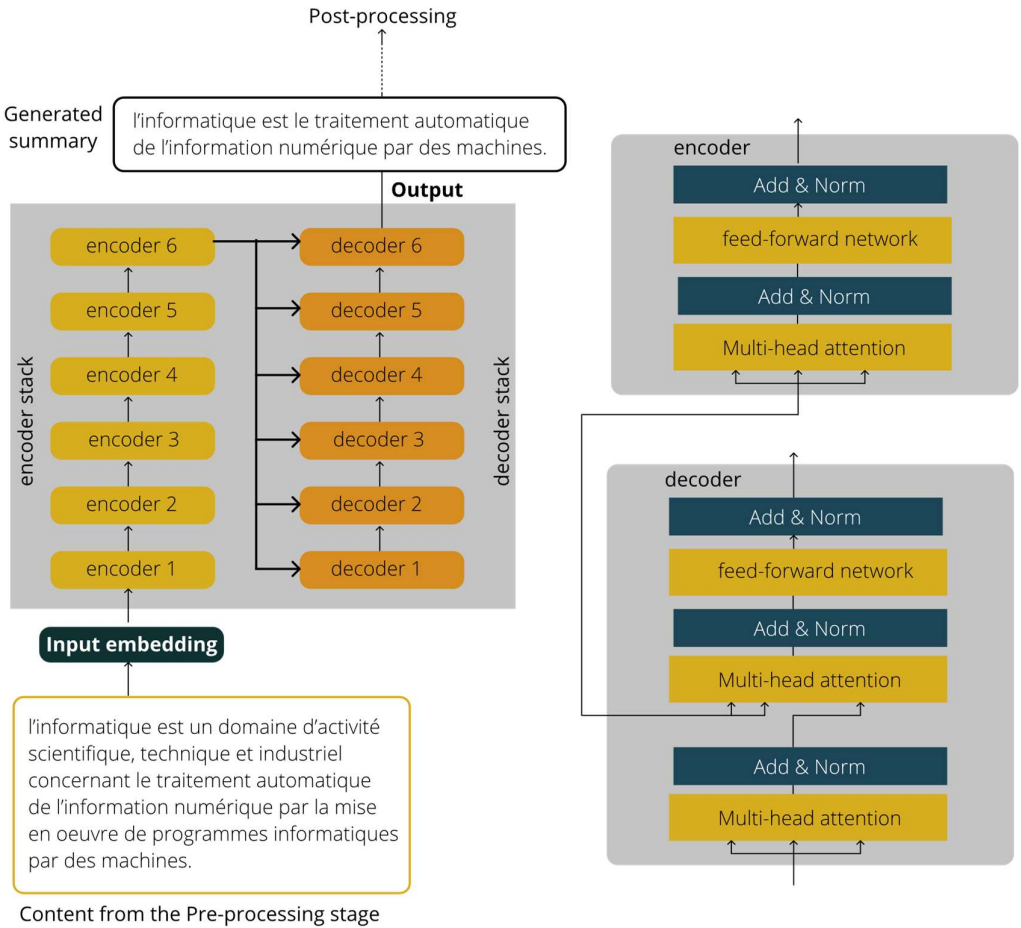 Post-processing
Generated
summary
l'informatique est le traitement automatique
de l'information numérique par des machines.
Output
encoder stack
encoder 6
encoder 5
encoder 4
encoder 3
encoder 2
encoder 1
decoder 6
decoder 5
decoder 4
decoder 3
decoder 2
decoder 1
decoder stack
Input embedding
l'informatique est un domaine d'activité
scientifique, technique et industriel
concernant le traitement automatique
de l'information numérique par la mise
en oeuvre de programmes informatiques
par des machines.
Content from the Pre-processing stage
encoder
Add & Norm
feed-forward network
Add & Norm
Multi-head attention
decoder
Add & Norm
feed-forward network
Add & Norm
Multi-head attention
Add & Norm
Multi-head attention